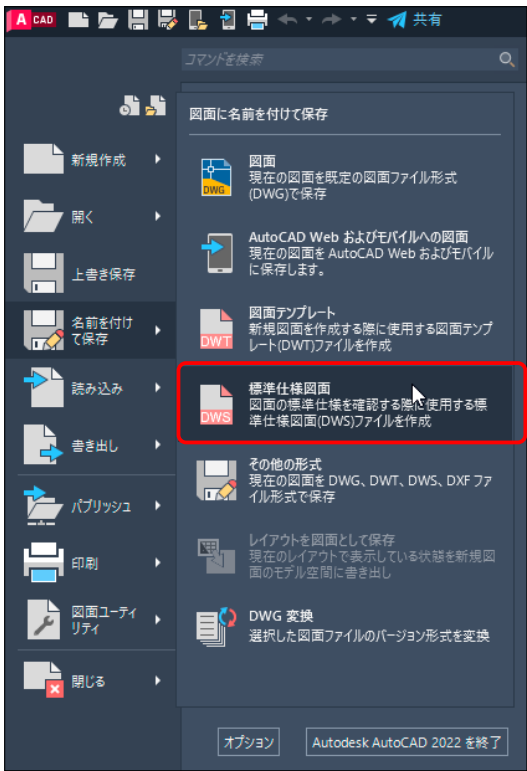 A CAD
共有
コマンドを検索
図面に名前を付けて保存
新規作成
開く
上書き保存
名前を付け
て保存
読み込み
書き出し
パブリッシュ
印刷
図面ユーティ
リティ
閉じる
図面
現在の図面を既定の図面ファイル形式
(DWG)で保存
DWG
AutoCAD Web およびモバイルへの図面
現在の図面を AutoCAD Web およびモバイル
に保存します。
図面テンプレート
新規図面を作成する際に使用する図面テンプ
レート(DWT)ファイルを作成
DWT
標準仕様図面
図面の標準仕様を確認する際に使用する標
準仕様図面(DWS)ファイルを作成
DWS
その他の形式
現在の図面を DWG、DWT、DWS、DXF ファ
イル形式で保存
レイアウトを図面として保存
現在のレイアウトで表示している状態を新規図
面のモデル空間に書き出し
DWG 変換
選択した図面ファイルのバージョン形式を変換
オプション
Autodesk AutoCAD 2022 を終了